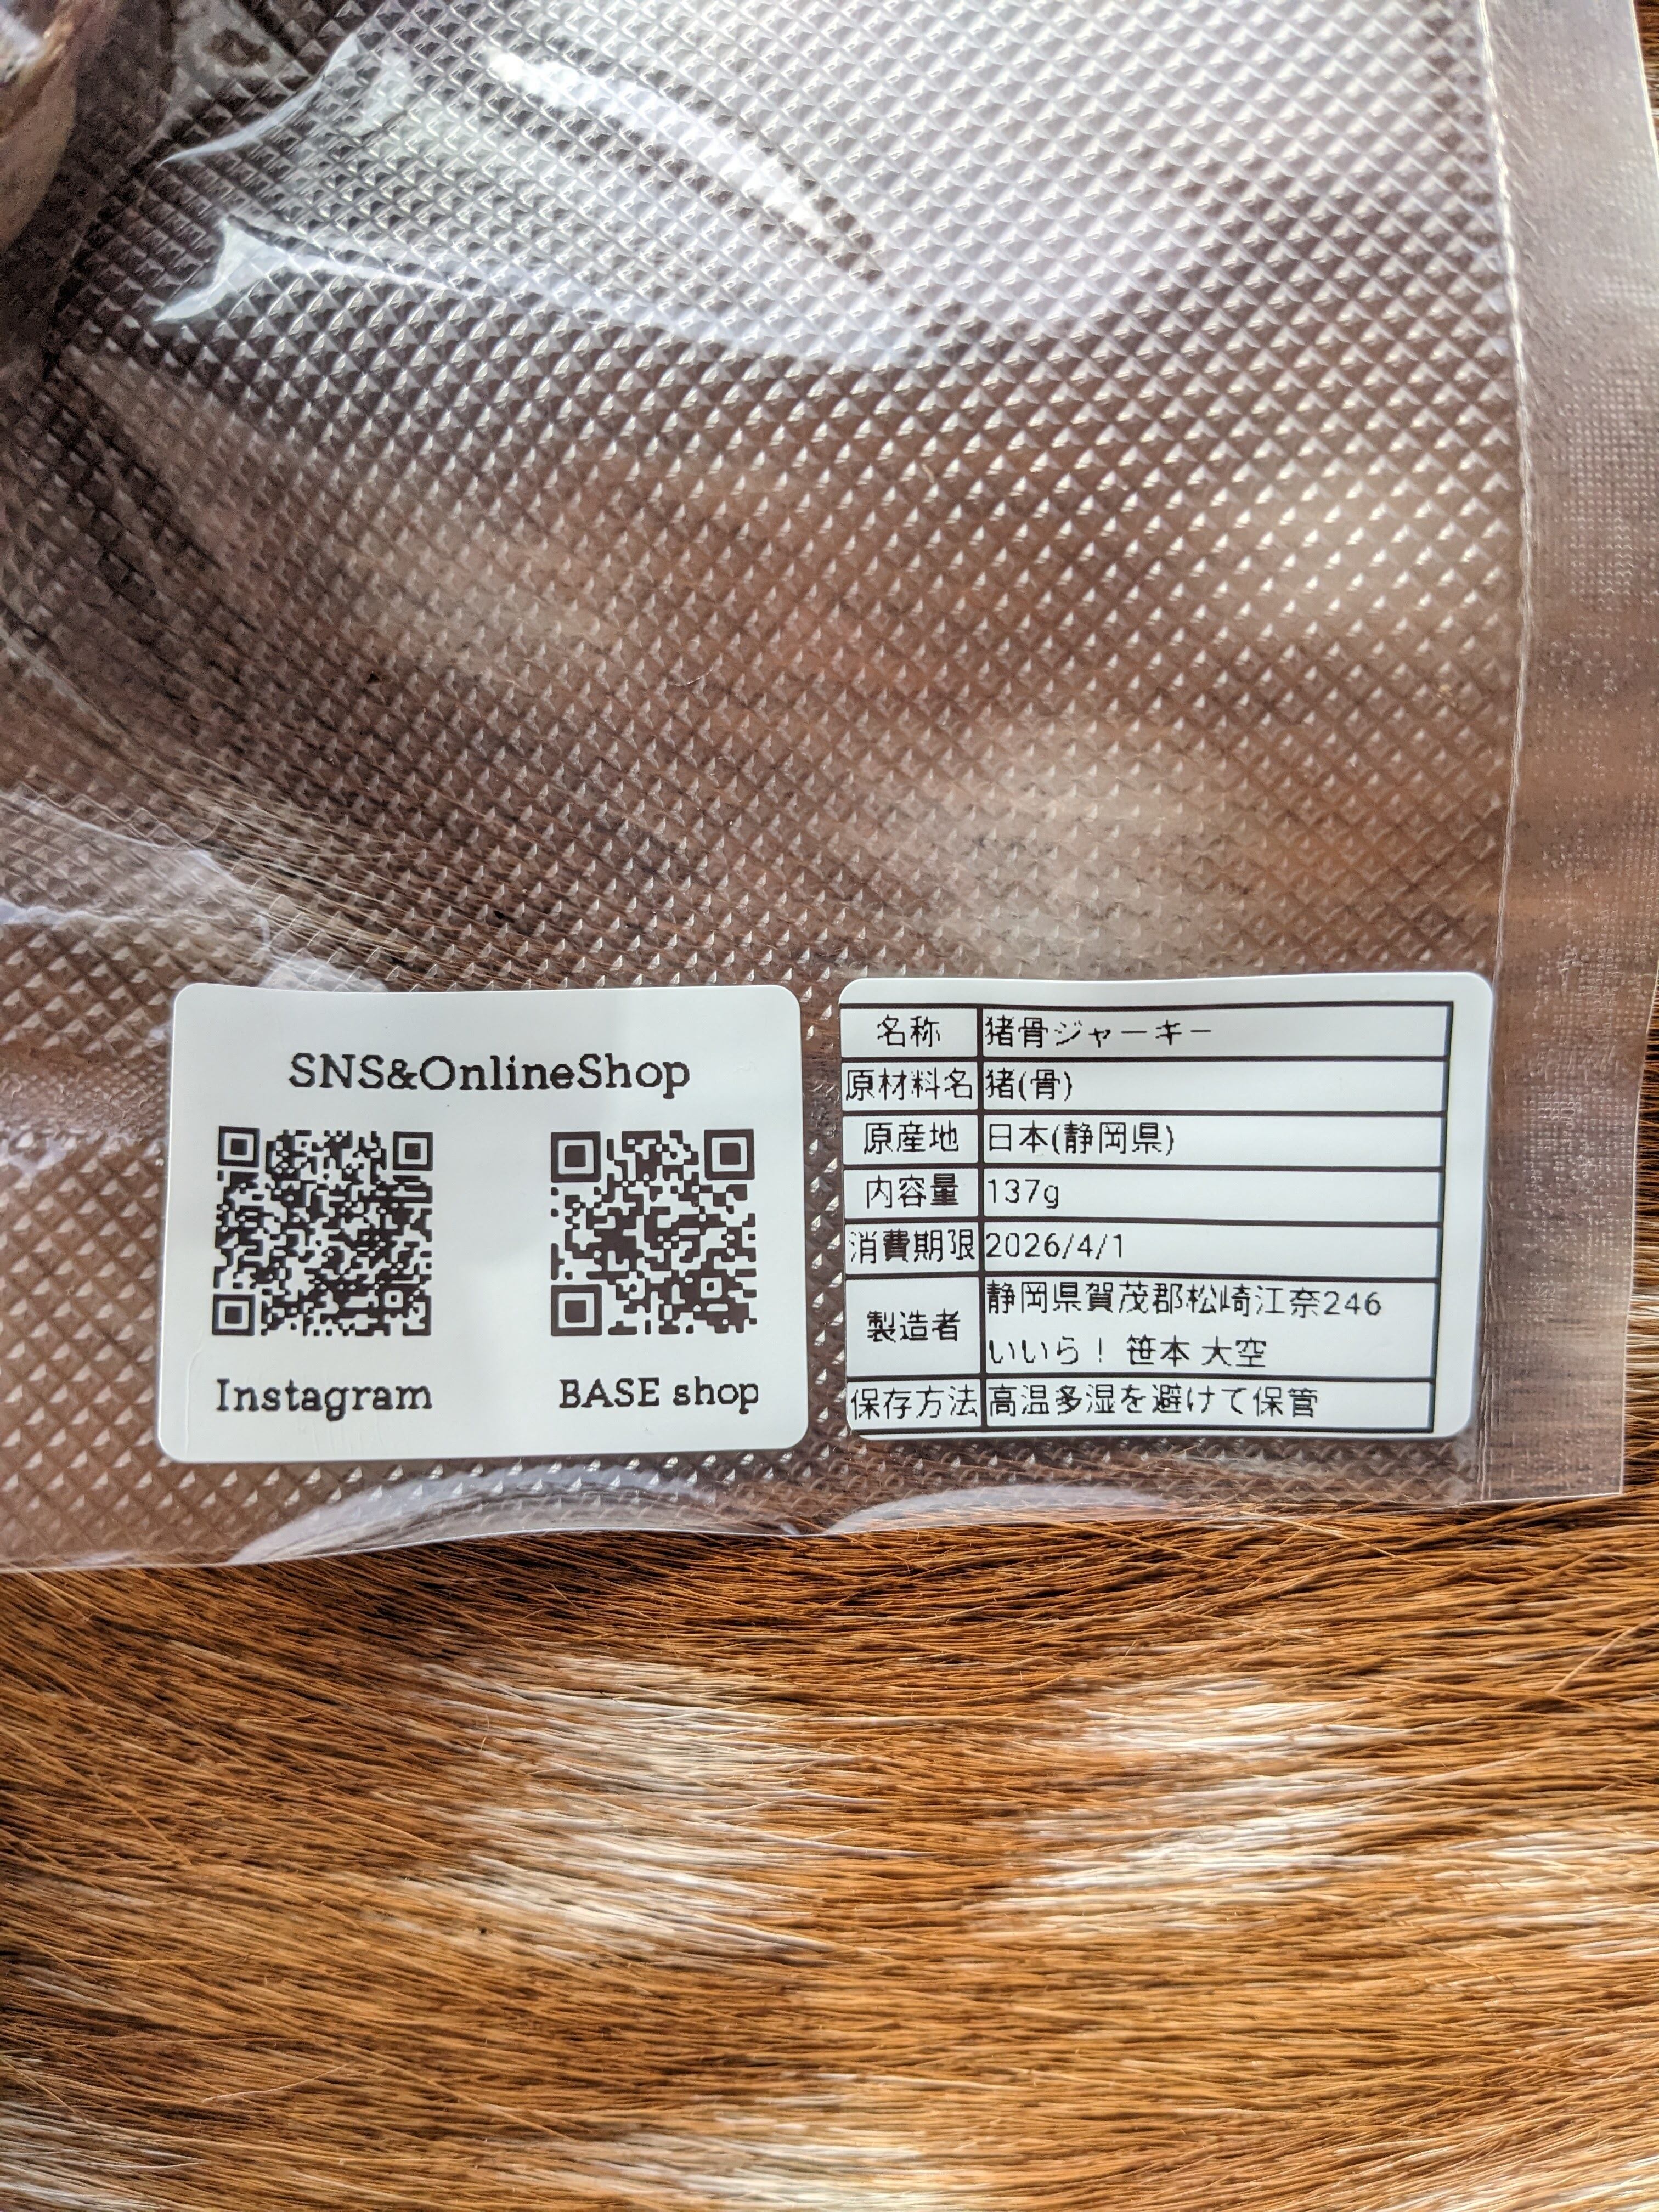 SNS&OnlineShop
Instagram
BASE shop
名称 猪骨ジャーキー
原材料名 猪(骨)
原産地 日本(静岡県)
内容量 137g
消費期限 2026/4/1
製造者 静岡県賀茂郡松崎江奈246
いいら！ 笹本 大空
保存方法 高温多湿を避けて保管